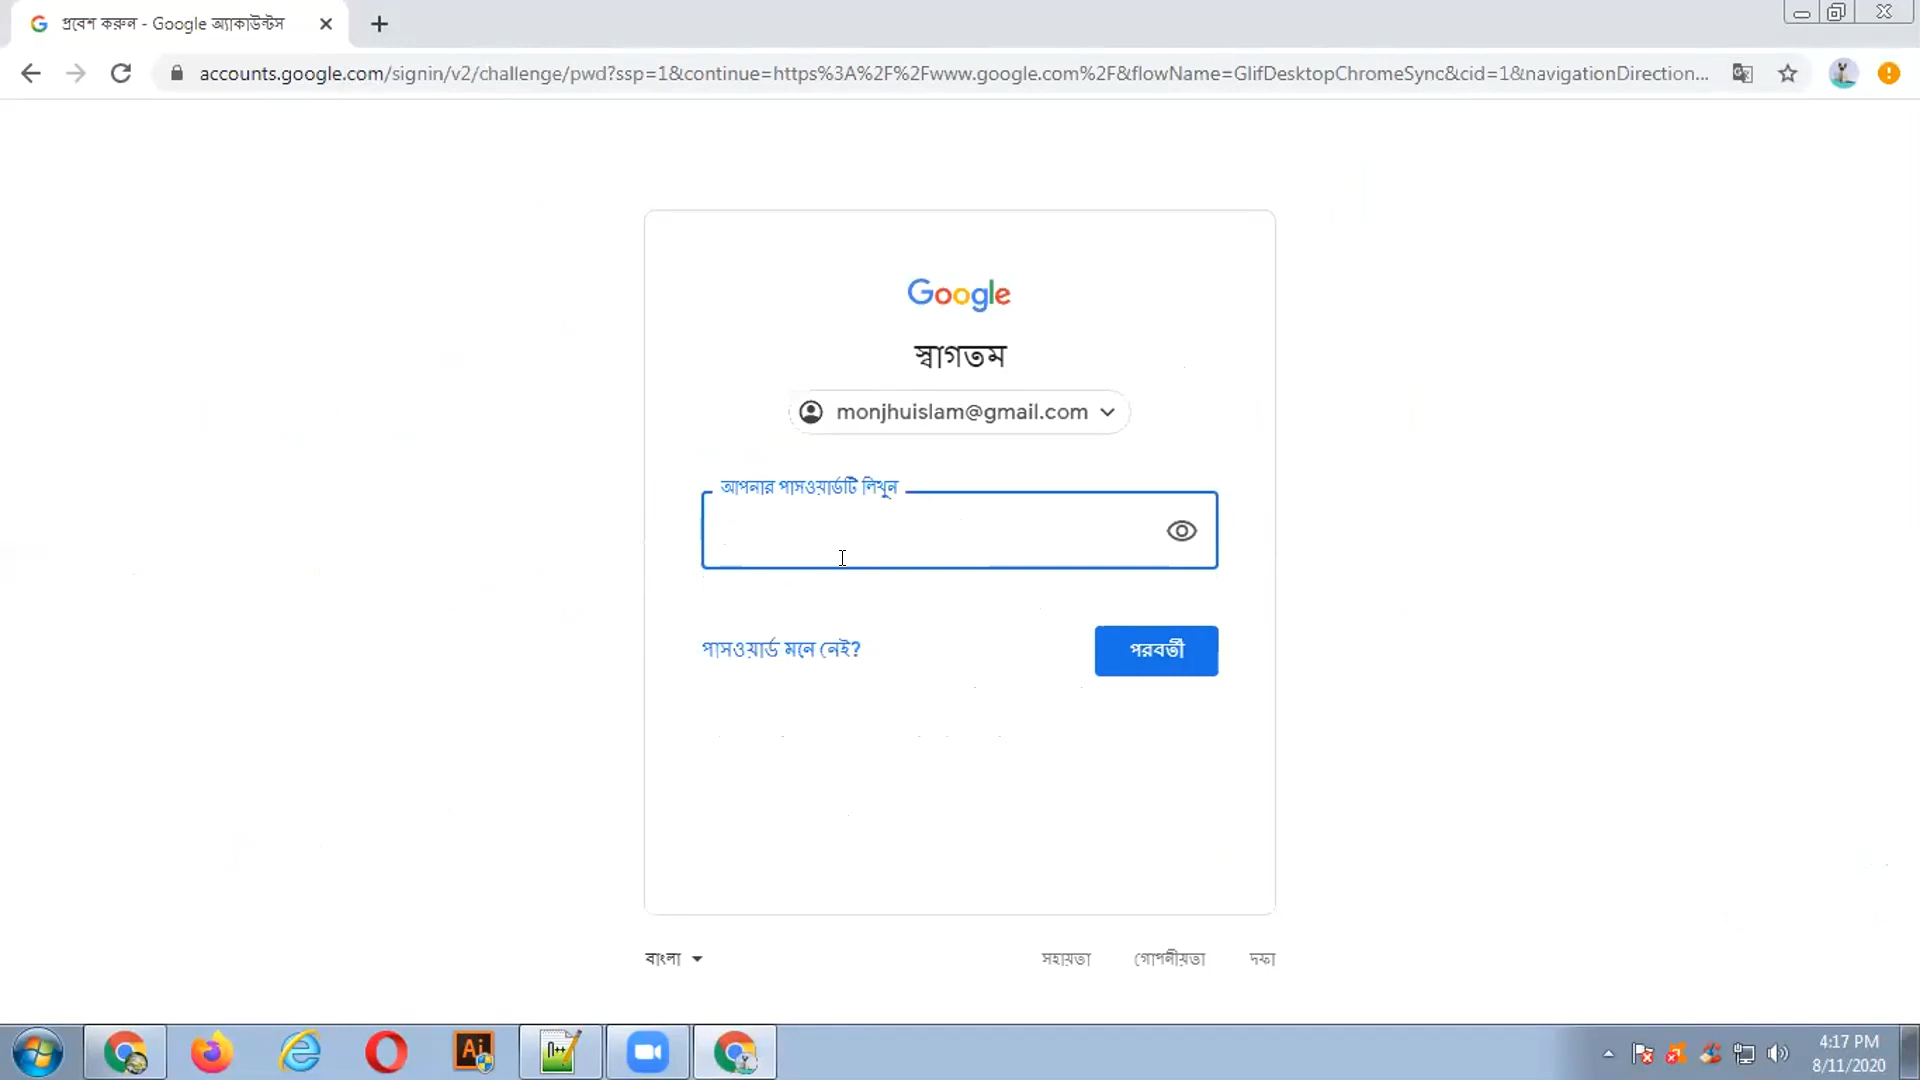 প্রবেশ করুন - Google অ্যাকাউন্টস
accounts.google.com/signin/v2/challenge/pwd?ssp=1&continue=https%3A%2F%2Fwww.google.com%2F&flowName=GlifDesktopChromeSync&cid=1&navigationDirection...
Google
স্বাগতম
monjhuislam@gmail.com
আপনার পাসওয়ার্ডটি লিখুন
পাসওয়ার্ড মনে নেই?
পরবর্তী
বাংলা
সহায়তা
গোপনীয়তা
দফা
Ai
n++
4:17 PM
8/11/2020